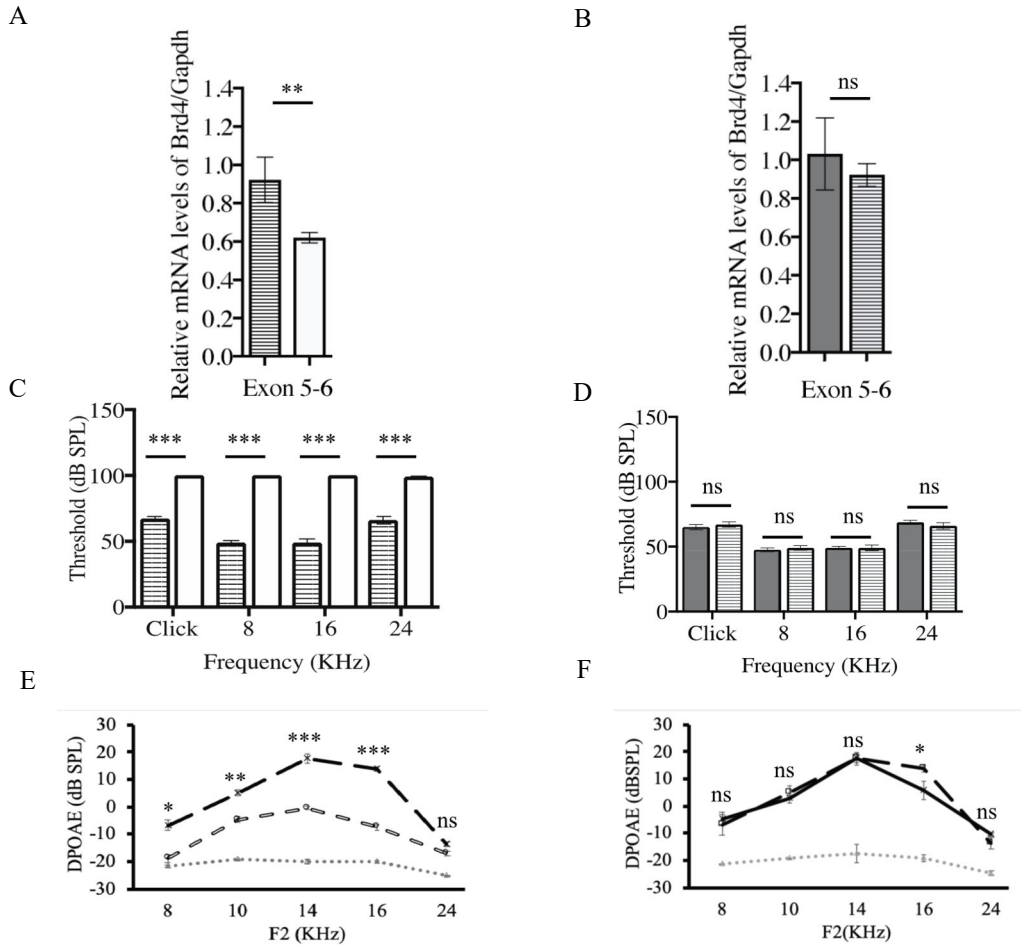 A
Relative mRNA levels of Brd4/Gapdh
1.4
1.2
1.0
0.8
0.6
0.4
0.2
0.0
**
Exon 5-6
B
Relative mRNA levels of Brd4/Gapdh
1.4
1.2
1.0
0.8
0.6
0.4
0.2
0.0
ns
Exon 5-6
C
Threshold (dB SPL)
150
100
50
0
*** *** *** ***
Click 8 16 24
Frequency (KHz)
D
Threshold (dB SPL)
150
100
50
0
ns ns ns ns
Click 8 16 24
Frequency (KHz)
E
DPOAE (dB SPL)
30
20
10
0
-10
-20
-30
* ** *** *** ns
8 10 14 16 24
F2 (KHz)
F
DPOAE (dBSPL)
30
20
10
0
-10
-20
-30
ns ns ns * ns
8 10 14 16 24
F2(KHz)